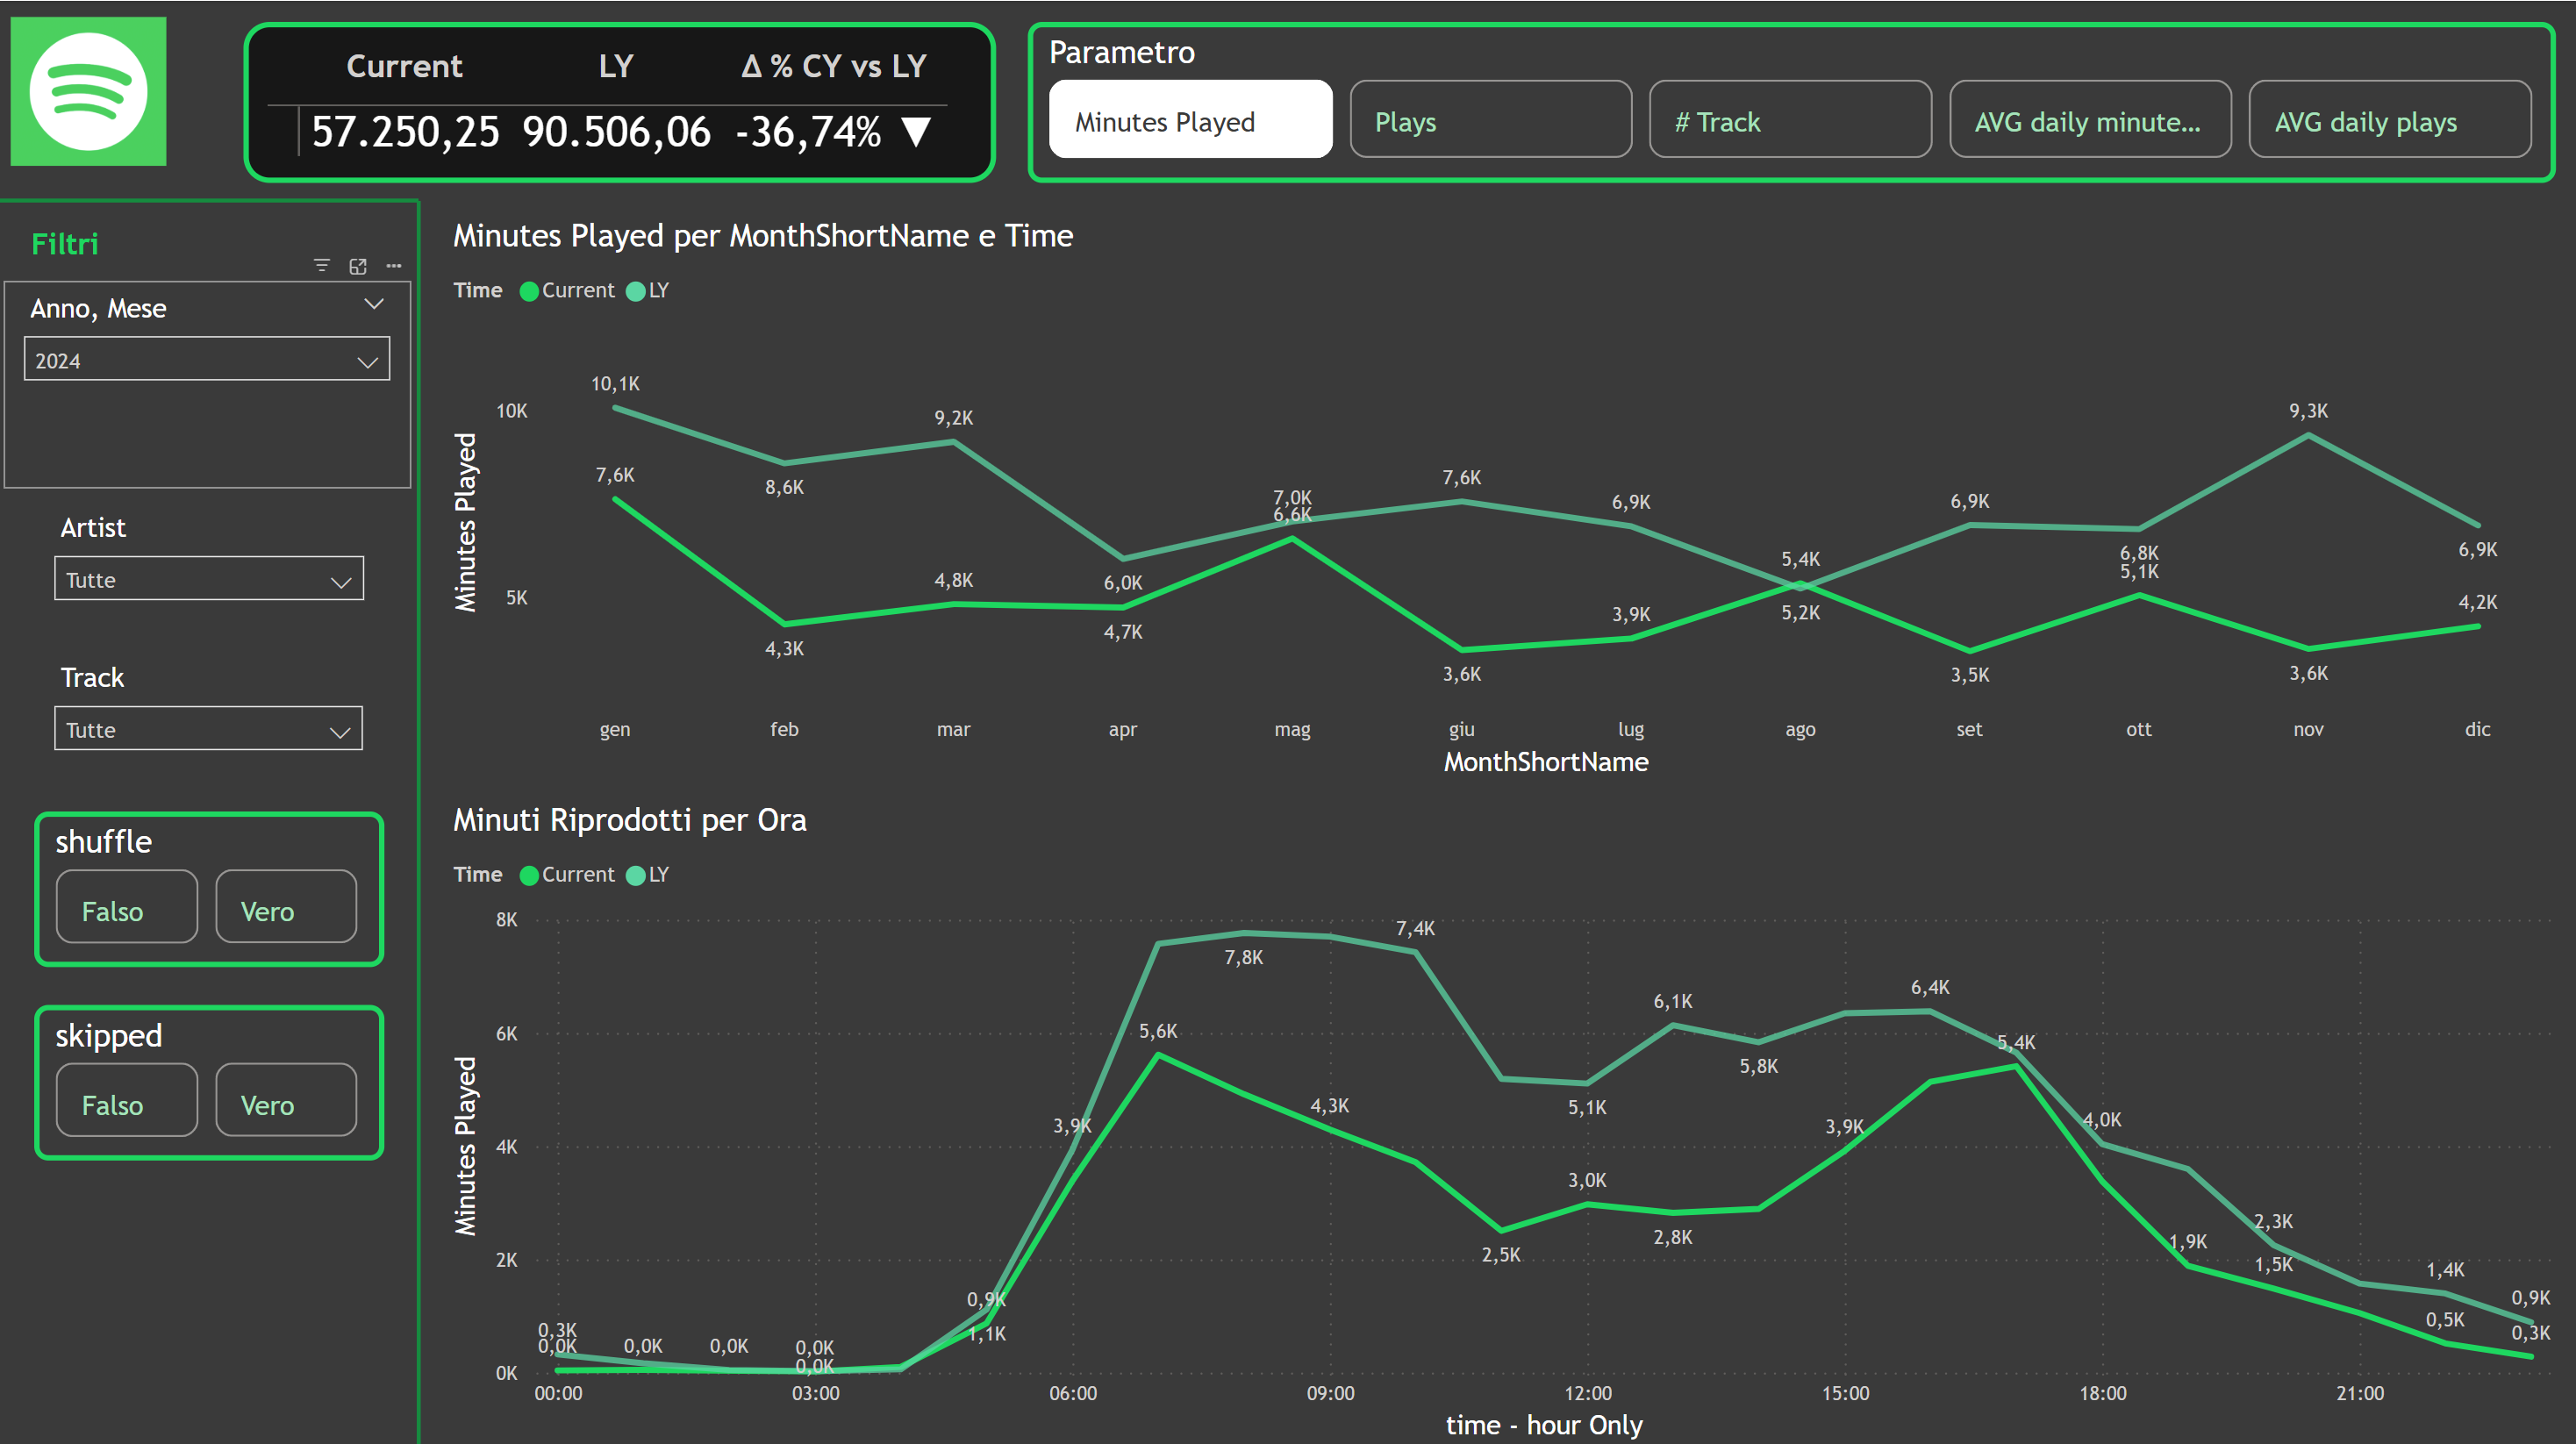 Current LY Δ % CY vs LY
57.250,25 90.506,06 -36,74% ▼
Parametro
Minutes Played Plays # Track AVG daily minute... AVG daily plays
Filtri
Anno, Mese
2024
Artist
Tutte
Track
Tutte
shuffle
Falso Vero
skipped
Falso Vero
Minutes Played per MonthShortName e Time
Time Current LY
Minutes Played
10K
5K
10,1K 8,6K 9,2K 6,0K 7,0K 7,6K 6,9K 5,2K 6,9K 6,8K 9,3K 6,9K
7,6K 4,3K 4,8K 4,7K 6,6K 3,6K 3,9K 5,4K 3,5K 5,1K 3,6K 4,2K
gen feb mar apr mag giu lug ago set ott nov dic
MonthShortName
Minuti Riprodotti per Ora
Time Current LY
Minutes Played
8K
6K
4K
2K
0K
0,3K 0,0K 1,1K 3,9K 7,8K 7,4K 5,1K 6,1K 5,8K 6,4K 4,0K 2,3K 1,4K 0,9K
0,0K 0,0K 0,0K 0,0K 0,9K 5,6K 4,3K 2,5K 3,0K 2,8K 3,9K 5,4K 1,9K 1,5K 0,5K 0,3K
00:00 03:00 06:00 09:00 12:00 15:00 18:00 21:00
time - hour Only